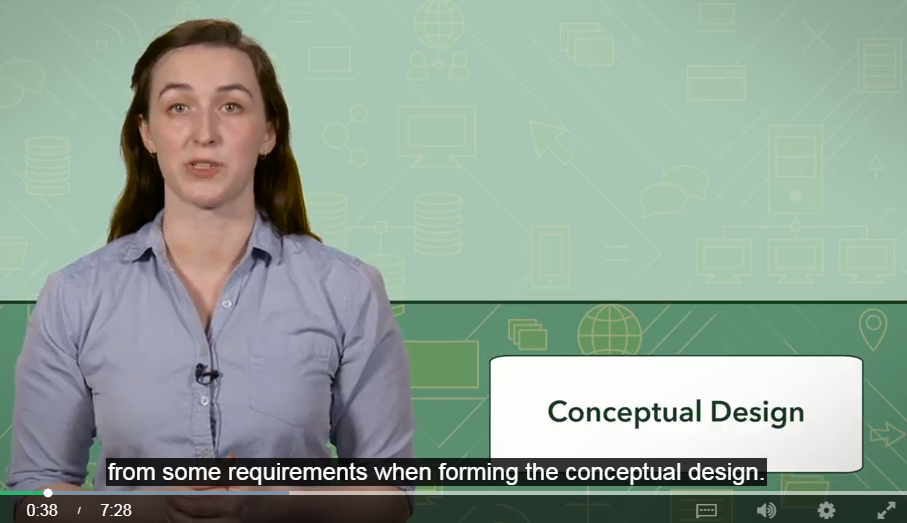 Conceptual Design
from some requirements when forming the conceptual design.
0:38 / 7:28